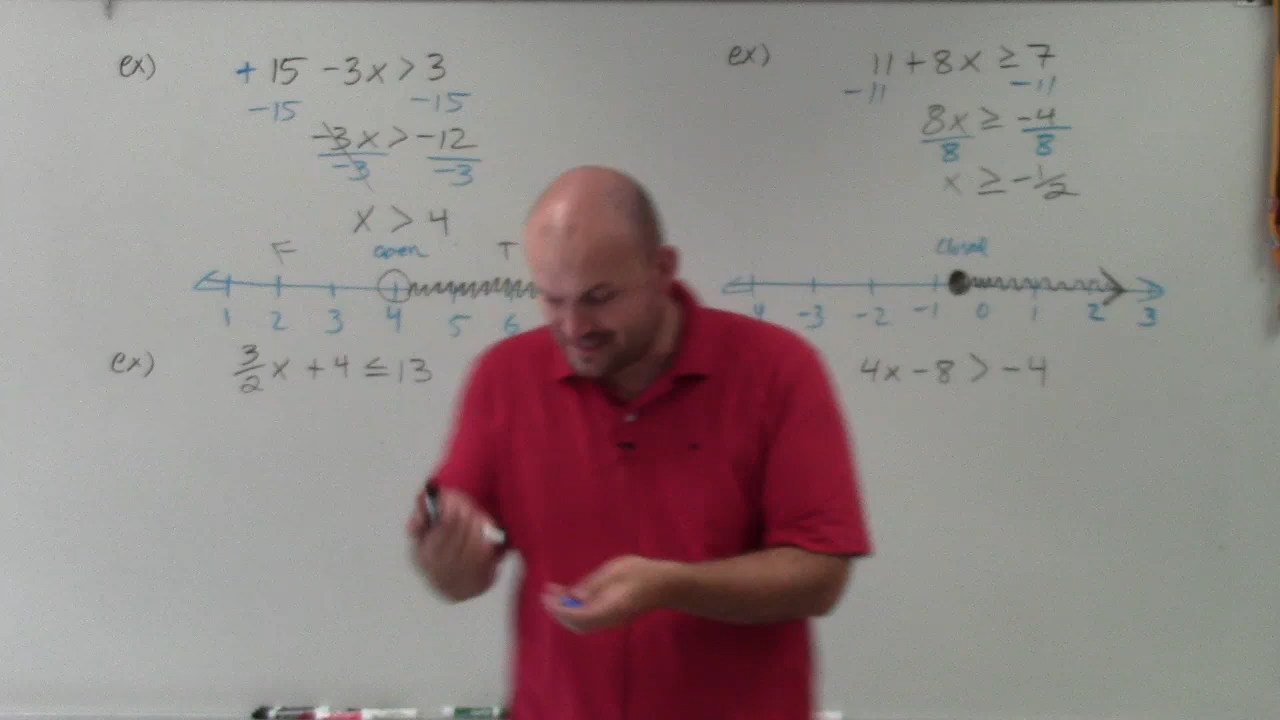 ex) + 15 - 3x > 3
-15 -15
-3x > -12
-3 -3
x > 4
F open T
1 2 3 4 5 6
ex) 3/2 x + 4 ≤ 13
ex) 11 + 8x ≥ 7
-11 -11
8x ≥ -4
8 8
x ≥ -1/2
Closed
-4 -3 -2 -1 0 1 2 3
4x - 8 > -4